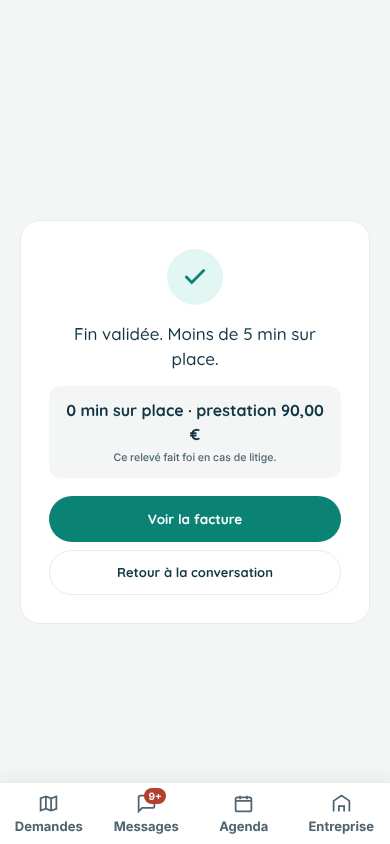 Fin validée. Moins de 5 min sur
place.
0 min sur place · prestation 90,00
€
Ce relevé fait foi en cas de litige.
Voir la facture
Retour à la conversation
9+
Demandes
Messages
Agenda
Entreprise